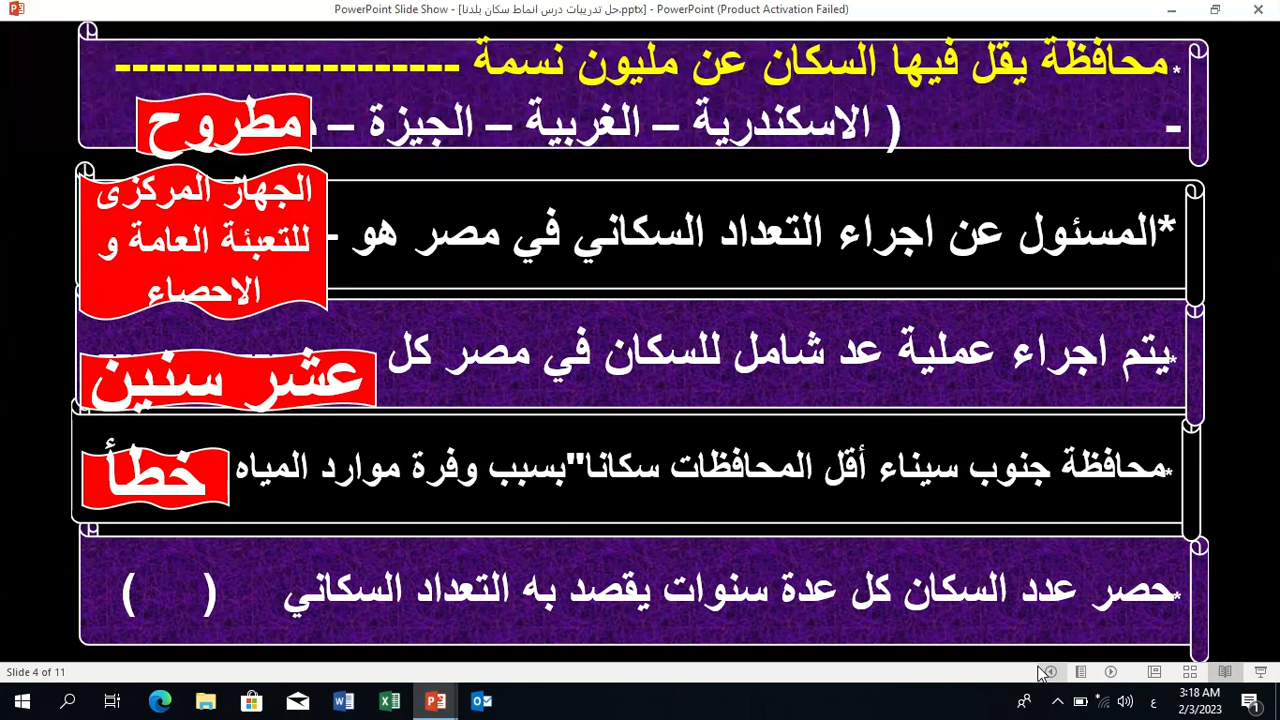 PowerPoint Slide Show - [حل تدريبات درس انماط سكان بلدنا.pptx] - PowerPoint (Product Activation Failed)
*محافظة يقل فيها السكان عن مليون نسمة --------------------
- ( الاسكندرية – الغربية – الجيزة –
مطروح
*المسئول عن اجراء التعداد السكاني في مصر هو -
الجهاز المركزى
للتعبئة العامة و
الاحصاء
*يتم اجراء عملية عد شامل للسكان في مصر كل
عشر سنين
*محافظة جنوب سيناء أقل المحافظات سكانا"بسبب وفرة موارد المياه
خطأ
*حصر عدد السكان كل عدة سنوات يقصد به التعداد السكاني ( )
Slide 4 of 11
ع
3:18 AM
2/3/2023